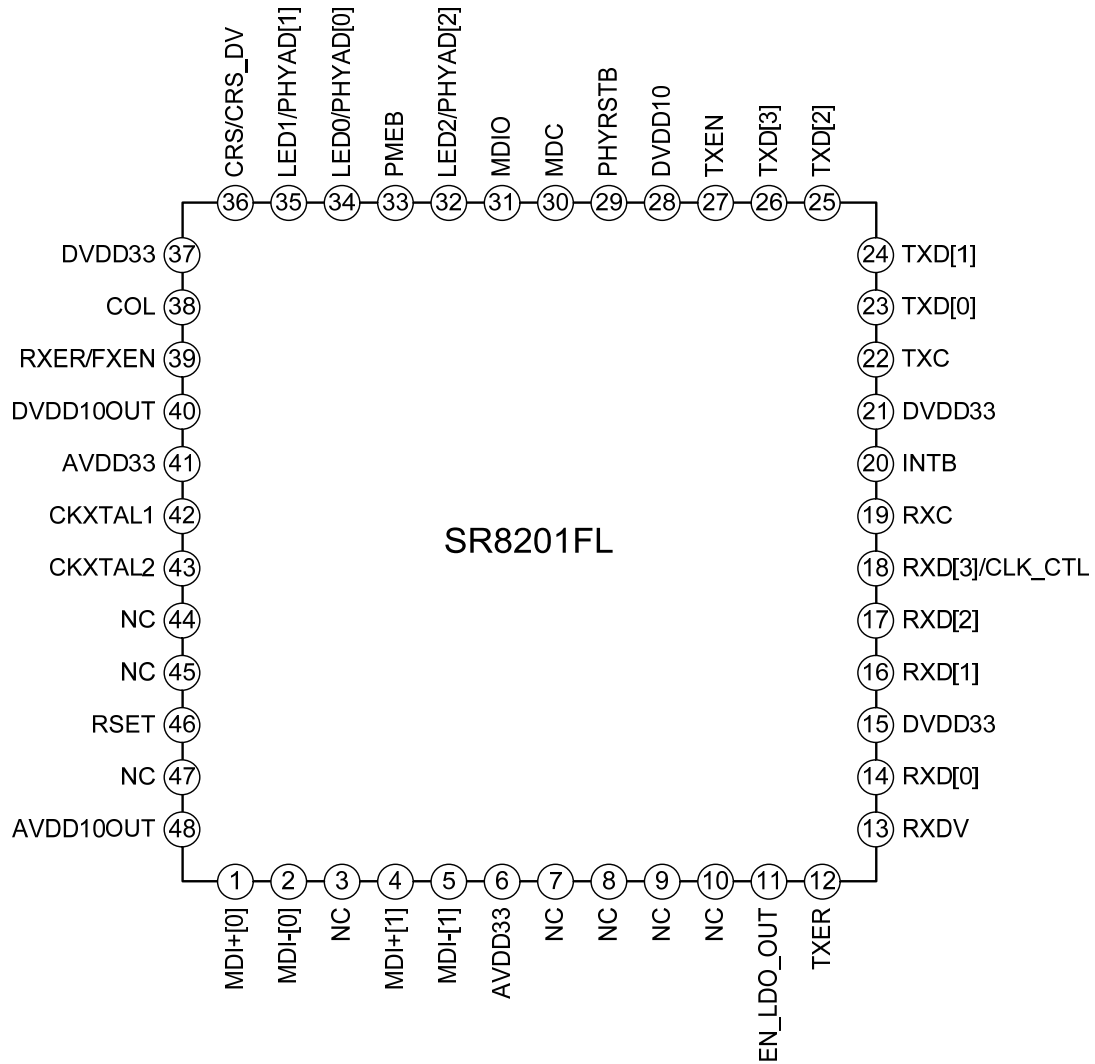 CRS/CRS_DV
LED1/PHYAD[1]
LED0/PHYAD[0]
PMEB
LED2/PHYAD[2]
MDIO
MDC
PHYRSTB
DVDD10
TXEN
TXD[3]
TXD[2]
36
35
34
33
32
31
30
29
28
27
26
25
DVDD33 37
COL 38
RXER/FXEN 39
DVDD10OUT 40
AVDD33 41
CKXTAL1 42
CKXTAL2 43
NC 44
NC 45
RSET 46
NC 47
AVDD10OUT 48
SR8201FL
24 TXD[1]
23 TXD[0]
22 TXC
21 DVDD33
20 INTB
19 RXC
18 RXD[3]/CLK_CTL
17 RXD[2]
16 RXD[1]
15 DVDD33
14 RXD[0]
13 RXDV
1
2
3
4
5
6
7
8
9
10
11
12
MDI+[0]
MDI-[0]
NC
MDI+[1]
MDI-[1]
AVDD33
NC
NC
NC
NC
EN_LDO_OUT
TXER